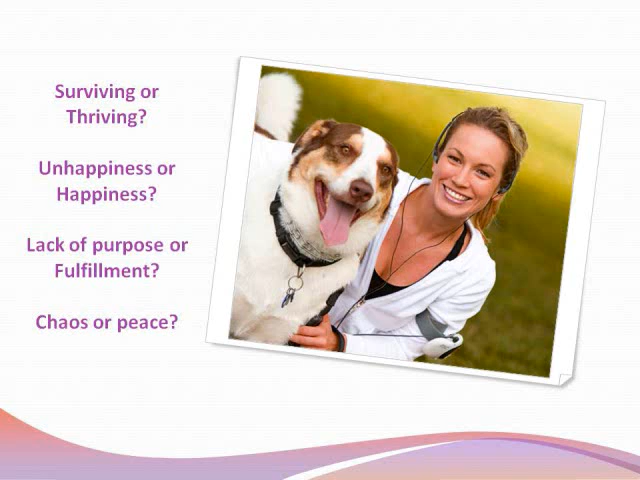 Surviving or
Thriving?
Unhappiness or
Happiness?
Lack of purpose or
Fulfillment?
Chaos or peace?